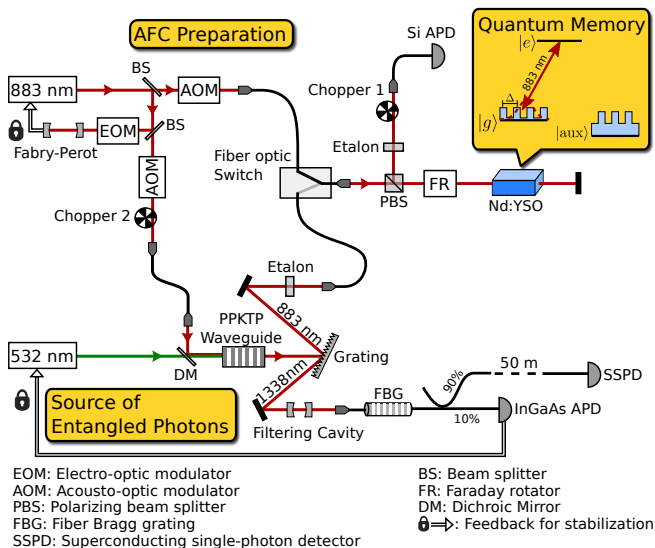 AFC Preparation
Si APD
Quantum Memory
|e⟩
883 nm
Δ
|g⟩
|aux⟩
BS
883 nm
AOM
Chopper 1
EOM
BS
Fabry-Perot
Etalon
AOM
Fiber optic
Switch
PBS
FR
Nd:YSO
Chopper 2
Etalon
PPKTP
Waveguide
883 nm
532 nm
DM
Grating
1338nm
50 m
SSPD
90%
FBG
InGaAs APD
10%
Source of
Entangled Photons
Filtering Cavity
EOM: Electro-optic modulator
AOM: Acousto-optic modulator
PBS: Polarizing beam splitter
FBG: Fiber Bragg grating
SSPD: Superconducting single-photon detector
BS: Beam splitter
FR: Faraday rotator
DM: Dichroic Mirror
: Feedback for stabilization